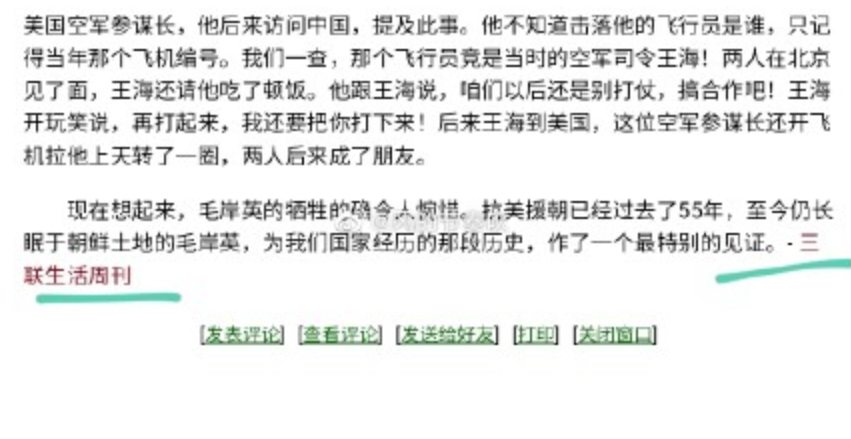 美国空军参谋长，他后来访问中国，提及此事。他不知道击落他的飞行员是谁，只记
得当年那个飞机编号。我们一查，那个飞行员竟是当时的空军司令王海！两人在北京
见了面，王海还请他吃了顿饭。他跟王海说，咱们以后还是别打仗，搞合作吧！王海
开玩笑说，再打起来，我还要把你打下来！后来王海到美国，这位空军参谋长还开飞
机拉他上天转了一圈，两人后来成了朋友。
现在想起来，毛岸英的牺牲的确令人惋惜。抗美援朝已经过去了55年，至今仍长
眠于朝鲜土地的毛岸英，为我们国家经历的那段历史，作了一个最特别的见证。- 三
联生活周刊
[发表评论] [查看评论] [发送给好友] [打印] [关闭窗口]